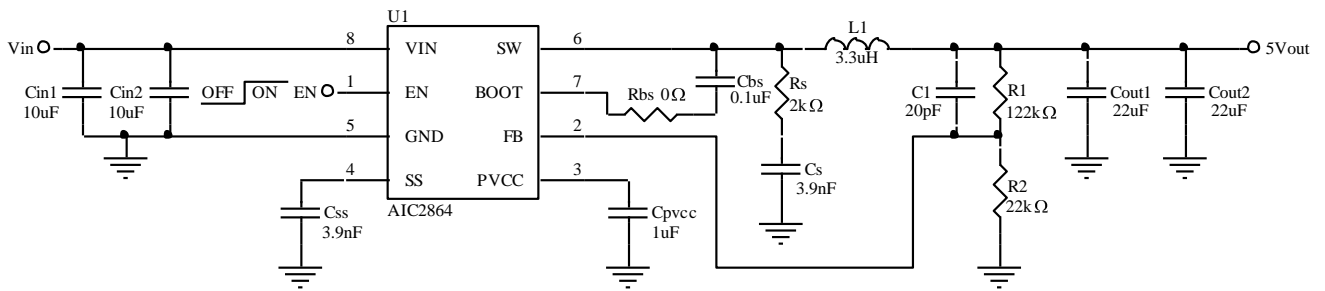 U1
Vin
8
VIN
SW
6
L1
3.3uH
5Vout
Cin1
10uF
Cin2
10uF
OFF
ON
EN
1
EN
BOOT
7
Rbs 0Ω
Cbs
0.1uF
Rs
2kΩ
C1
20pF
R1
122kΩ
Cout1
22uF
Cout2
22uF
5
GND
FB
2
4
SS
PVCC
3
Cs
3.9nF
R2
22kΩ
AIC2864
Css
3.9nF
Cpvcc
1uF